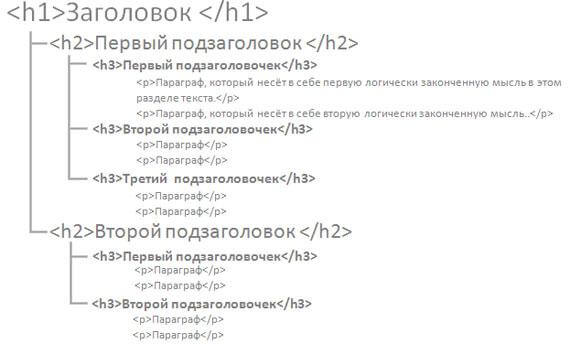 <h1>Заголовок </h1>
<h2>Первый подзаголовок </h2>
<h3>Первый подзаголовочек</h3>
<p>Параграф, который несёт в себе первую логически законченную мысль в этом
разделе текста.</p>
<p>Параграф, который несёт в себе вторую логически законченную мысль..</p>
<h3>Второй подзаголовочек</h3>
<p>Параграф</p>
<p>Параграф</p>
<h3>Третий подзаголовочек</h3>
<p>Параграф</p>
<p>Параграф</p>
<h2>Второй подзаголовок </h2>
<h3>Первый подзаголовочек</h3>
<p>Параграф</p>
<p>Параграф</p>
<h3>Второй подзаголовочек</h3>
<p>Параграф</p>
<p>Параграф</p>